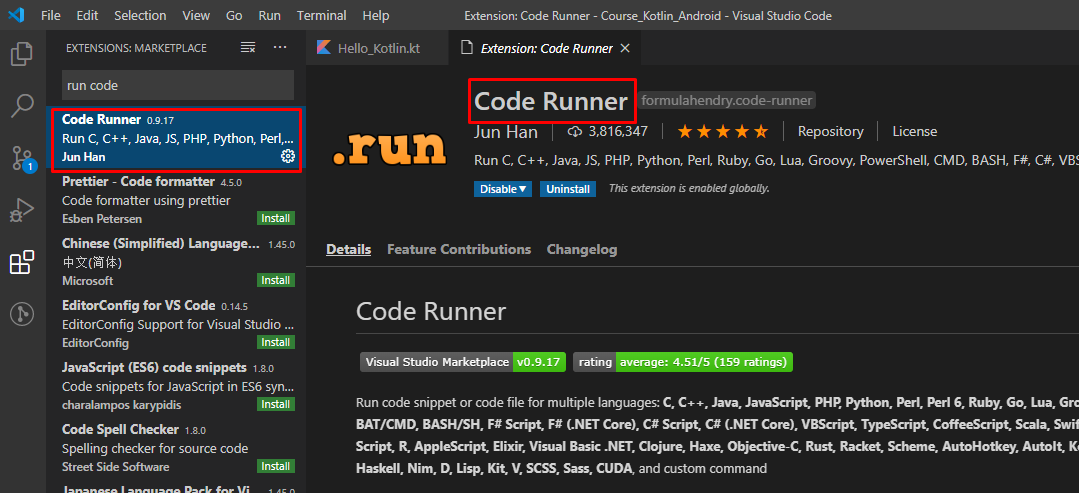 File Edit Selection View Go Run Terminal Help
Extension: Code Runner - Course_Kotlin_Android - Visual Studio Code
EXTENSIONS: MARKETPLACE
run code
Code Runner 0.9.17
Run C, C++, Java, JS, PHP, Python, Perl,...
Jun Han
Prettier - Code formatter 4.5.0
Code formatter using prettier
Esben Petersen Install
Chinese (Simplified) Language... 1.45.0
中文(简体)
Microsoft Install
EditorConfig for VS Code 0.14.5
EditorConfig Support for Visual Studio ...
EditorConfig Install
JavaScript (ES6) code snippets 1.8.0
Code snippets for JavaScript in ES6 syn...
charalampos karypidis Install
Code Spell Checker 1.8.0
Spelling checker for source code
Street Side Software Install
Japanese Language Pack for Vi... 1.45.0
1
Hello_Kotlin.kt
Extension: Code Runner
.run
Code Runner formulahendry.code-runner
Jun Han 3,816,347 Repository License
Run C, C++, Java, JS, PHP, Python, Perl, Ruby, Go, Lua, Groovy, PowerShell, CMD, BASH, F#, C#, VBS
Disable Uninstall This extension is enabled globally.
Details Feature Contributions Changelog
Code Runner
Visual Studio Marketplace v0.9.17 rating average: 4.51/5 (159 ratings)
Run code snippet or code file for multiple languages: C, C++, Java, JavaScript, PHP, Python, Perl, Perl 6, Ruby, Go, Lua, Gro
BAT/CMD, BASH/SH, F# Script, F# (.NET Core), C# Script, C# (.NET Core), VBScript, TypeScript, CoffeeScript, Scala, Swif
Script, R, AppleScript, Elixir, Visual Basic .NET, Clojure, Haxe, Objective-C, Rust, Racket, Scheme, AutoHotkey, AutoIt, K
Haskell, Nim, D, Lisp, Kit, V, SCSS, Sass, CUDA, and custom command